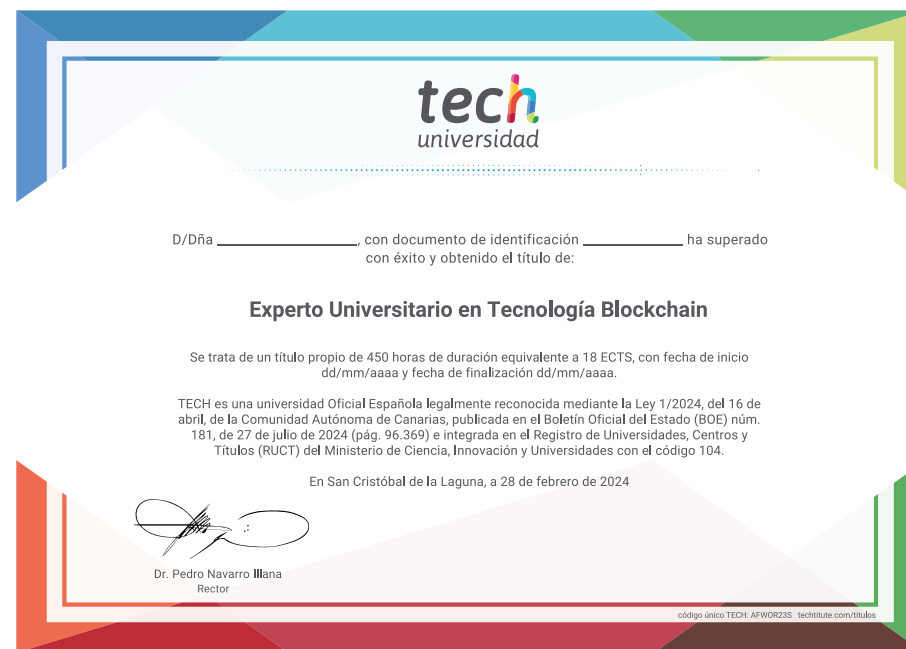 tech
universidad
D/Dña ____________________, con documento de identificación ______________ ha superado
con éxito y obtenido el título de:
Experto Universitario en Tecnología Blockchain
Se trata de un título propio de 450 horas de duración equivalente a 18 ECTS, con fecha de inicio
dd/mm/aaaa y fecha de finalización dd/mm/aaaa.
TECH es una universidad Oficial Española legalmente reconocida mediante la Ley 1/2024, del 16 de
abril, de la Comunidad Autónoma de Canarias, publicada en el Boletín Oficial del Estado (BOE) núm.
181, de 27 de julio de 2024 (pág. 96.369) e integrada en el Registro de Universidades, Centros y
Títulos (RUCT) del Ministerio de Ciencia, Innovación y Universidades con el código 104.
En San Cristóbal de la Laguna, a 28 de febrero de 2024
Dr. Pedro Navarro Illana
Rector
código único TECH: AFWOR23S techtitute.com/titulos